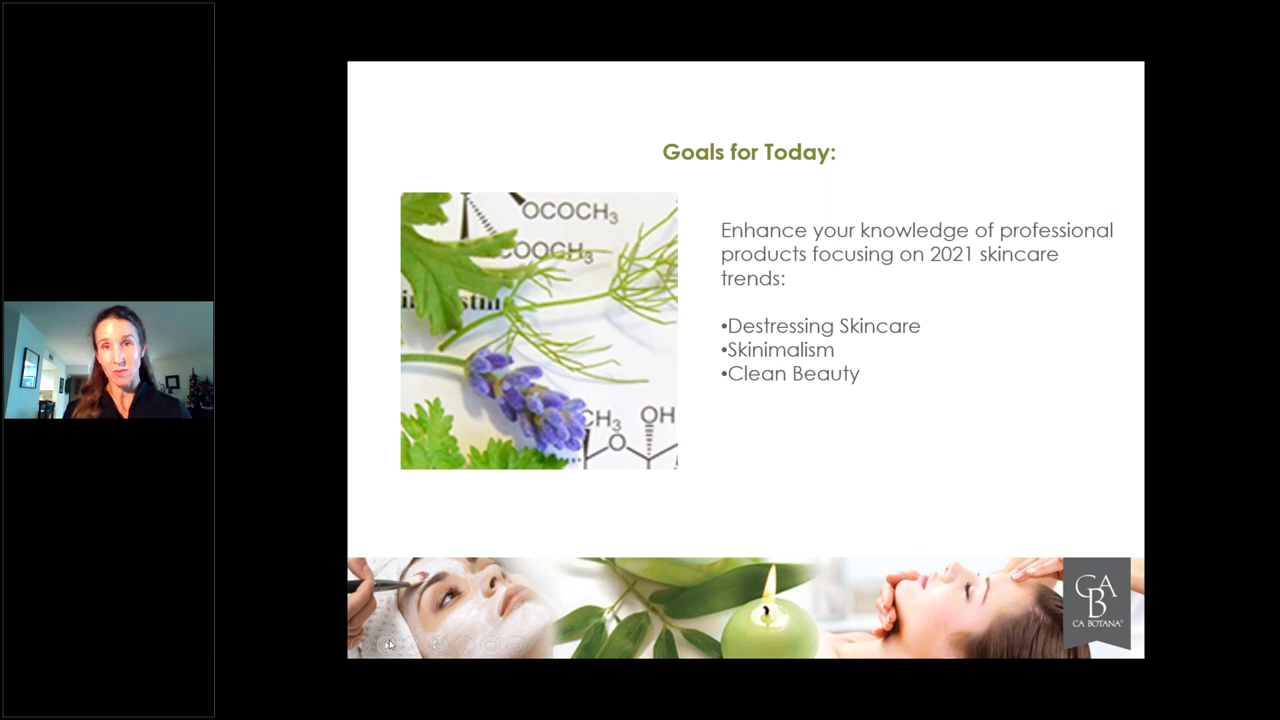 Goals for Today:
OCOCH3
COOCH3
Enhance your knowledge of professional
products focusing on 2021 skincare
trends:
•Destressing Skincare
•Skinimalism
•Clean Beauty
CH3
OH
O
CA
B
CA BOTANA®